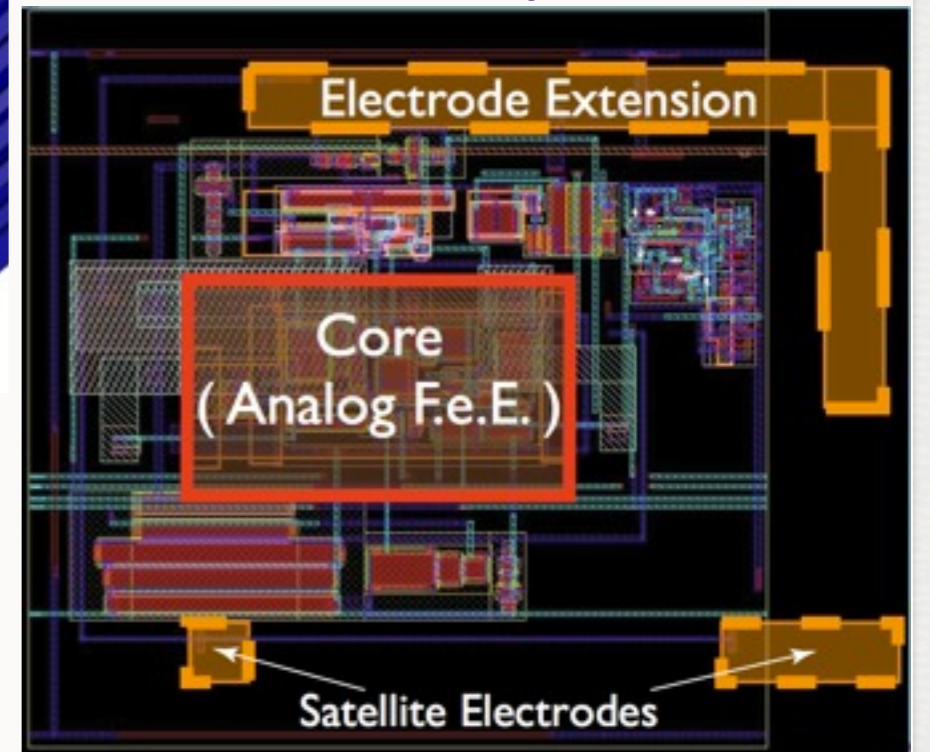 Electrode Extension
Core
( Analog F.e.E. )
Satellite Electrodes